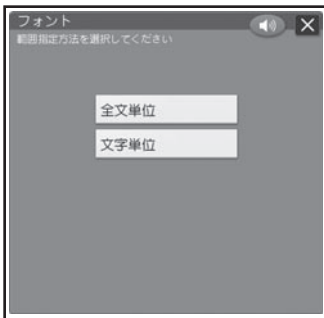 フォント
範囲指定方法を選択してください
全文単位
文字単位